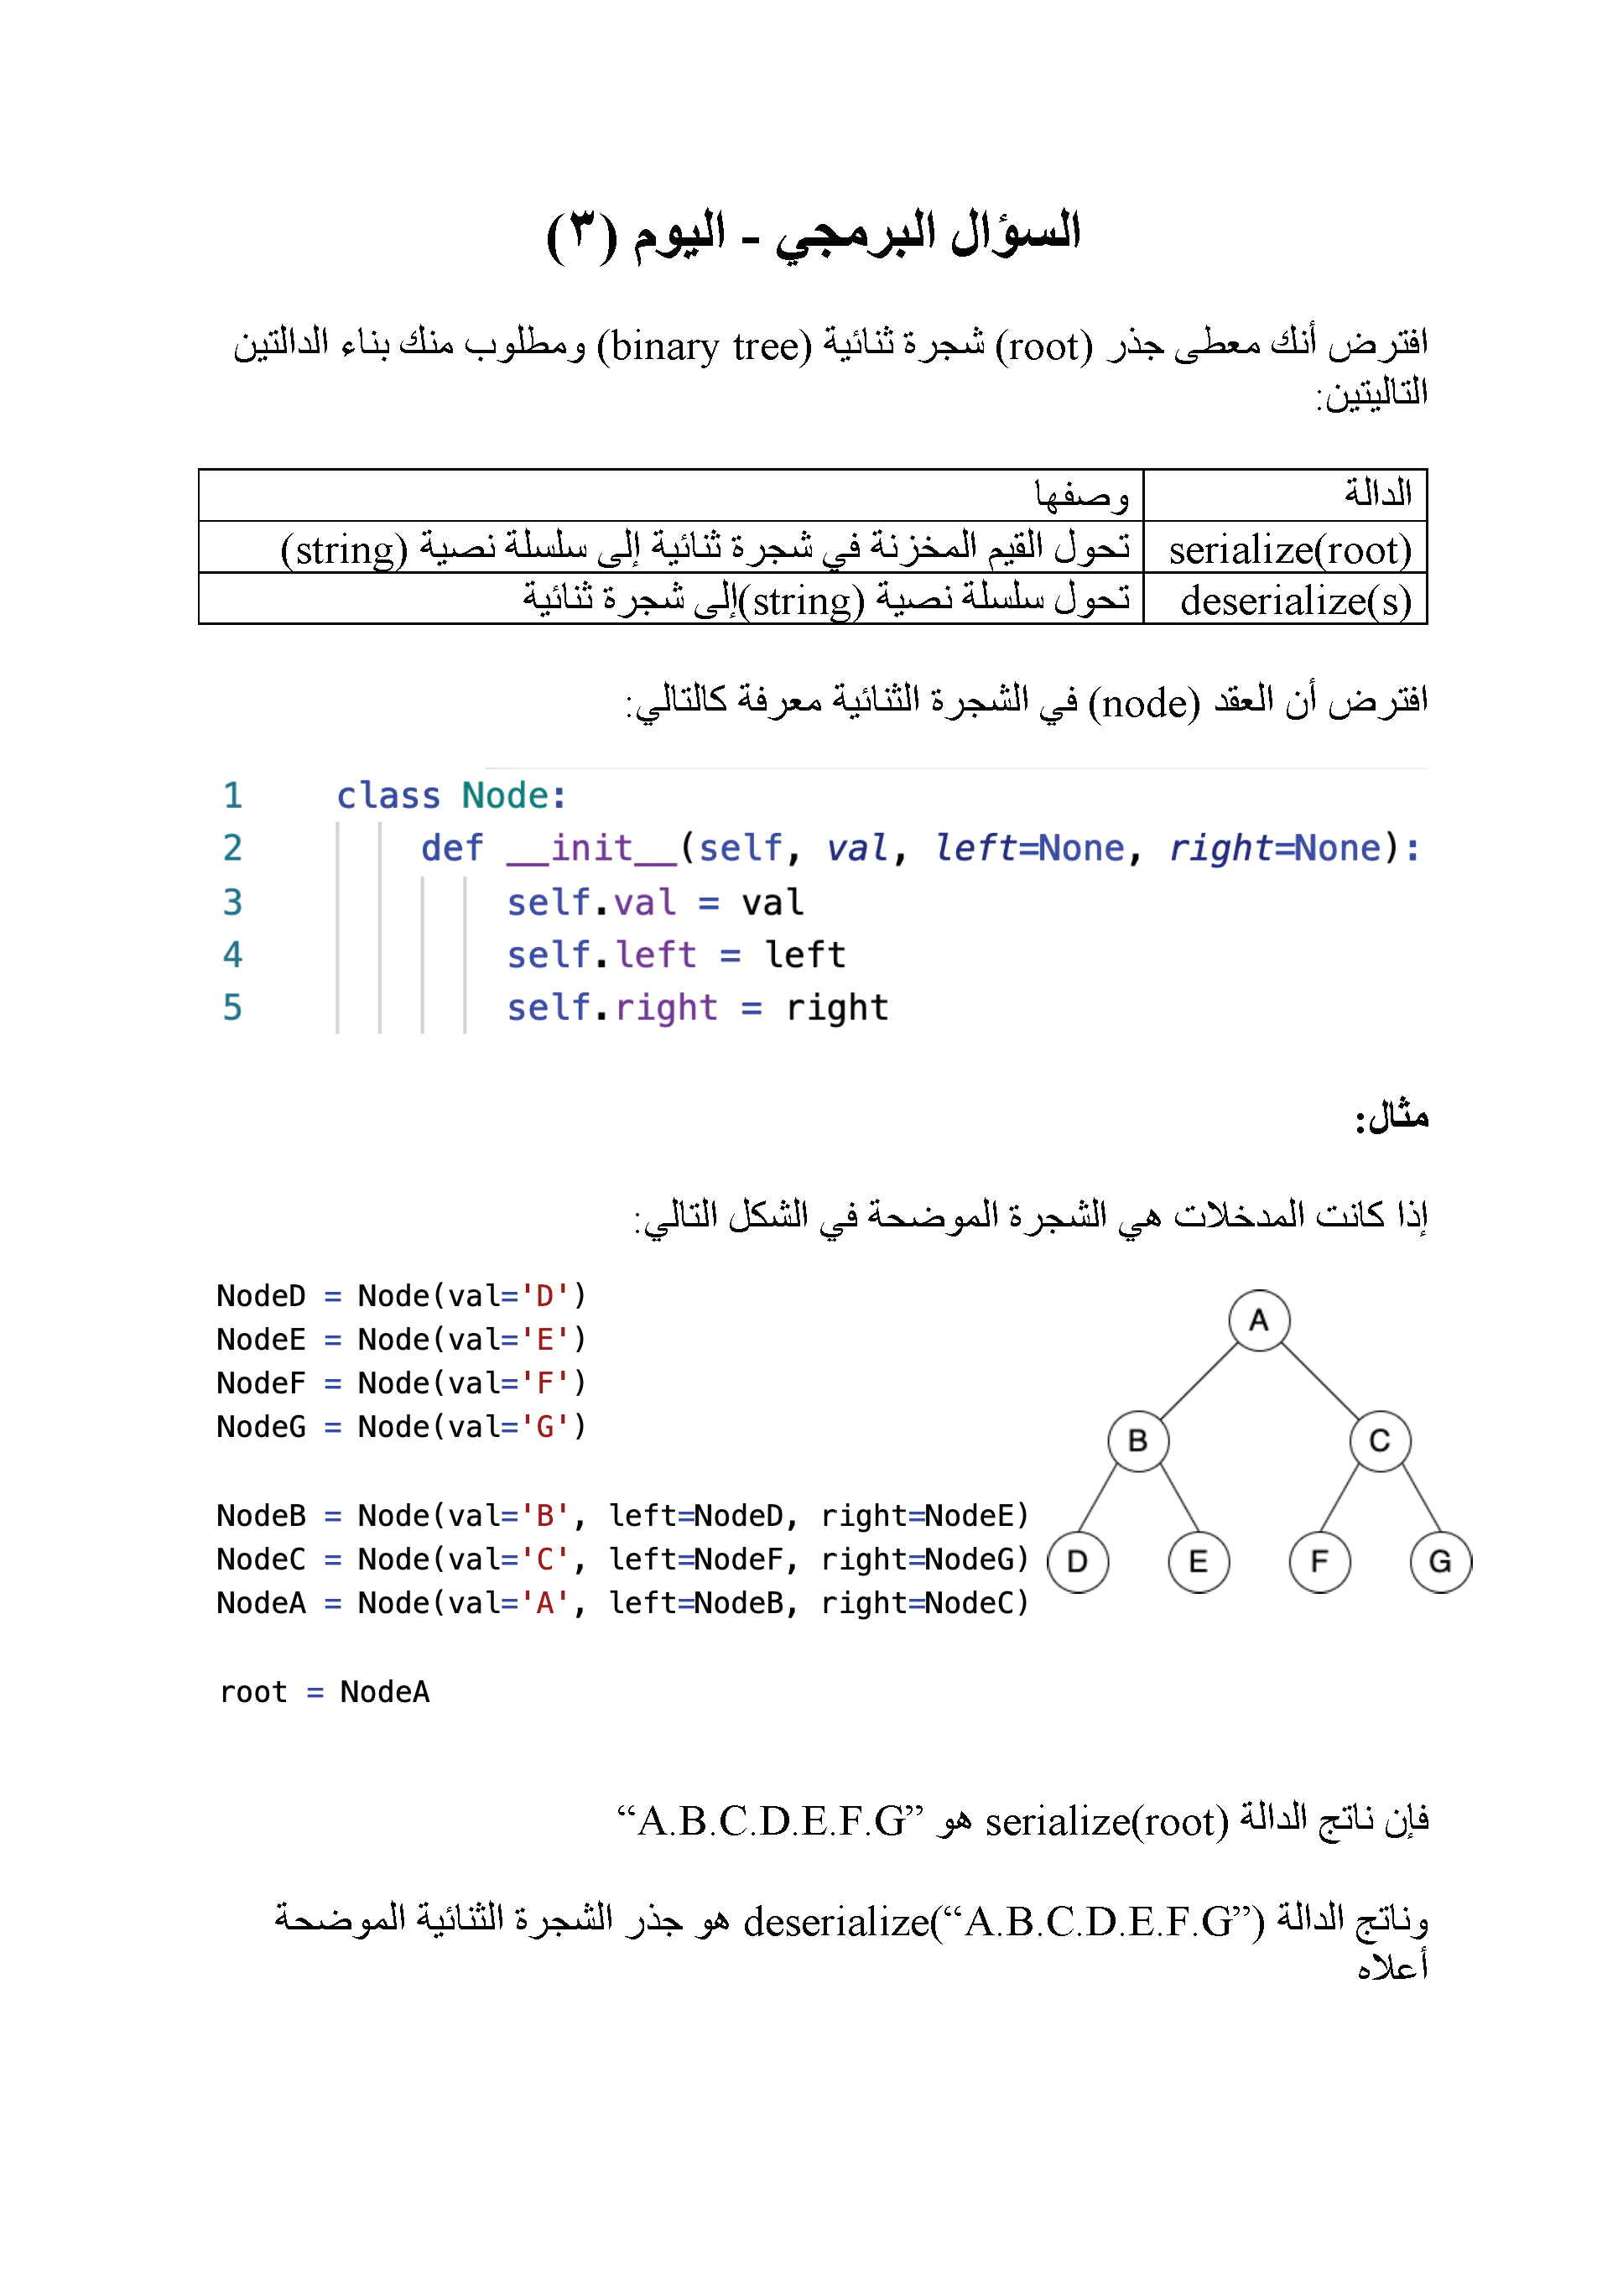 السؤال البرمجي - اليوم (٣)
افترض أنك معطى جذر (root) شجرة ثنائية (binary tree) ومطلوب منك بناء الدالتين
التاليتين:
الدالة وصفها
serialize(root) تحول القيم المخزنة في شجرة ثنائية إلى سلسلة نصية (string)
deserialize(s) تحول سلسلة نصية (string)إلى شجرة ثنائية
افترض أن العقد (node) في الشجرة الثنائية معرفة كالتالي:
1 class Node:
2 def __init__(self, val, left=None, right=None):
3 self.val = val
4 self.left = left
5 self.right = right
مثال:
إذا كانت المدخلات هي الشجرة الموضحة في الشكل التالي:
NodeD = Node(val='D')
NodeE = Node(val='E')
NodeF = Node(val='F')
NodeG = Node(val='G')
NodeB = Node(val='B', left=NodeD, right=NodeE)
NodeC = Node(val='C', left=NodeF, right=NodeG)
NodeA = Node(val='A', left=NodeB, right=NodeC)
root = NodeA
A
B C
D E F G
فإن ناتج الدالة serialize(root) هو “A.B.C.D.E.F.G”
وناتج الدالة deserialize(“A.B.C.D.E.F.G”) هو جذر الشجرة الثنائية الموضحة
أعلاه